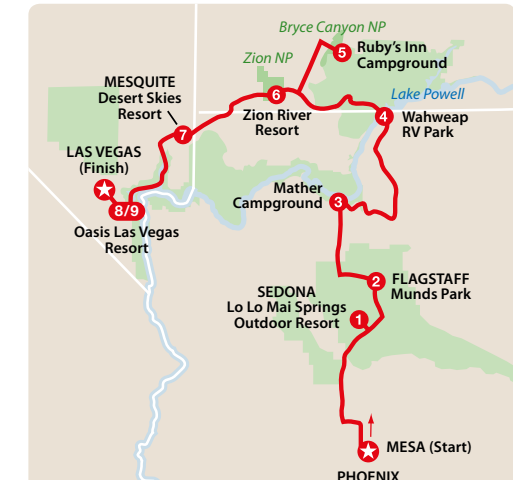 Bryce Canyon NP
5
Ruby's Inn
Campground
Zion NP
6
Zion River
Resort
Lake Powell
4
Wahweap
RV Park
MESQUITE
Desert Skies
Resort
7
LAS VEGAS
(Finish)
8/9
Oasis Las Vegas
Resort
Mather
Campground
3
2
FLAGSTAFF
Munds Park
SEDONA
Lo Lo Mai Springs
Outdoor Resort
1
MESA (Start)
PHOENIX